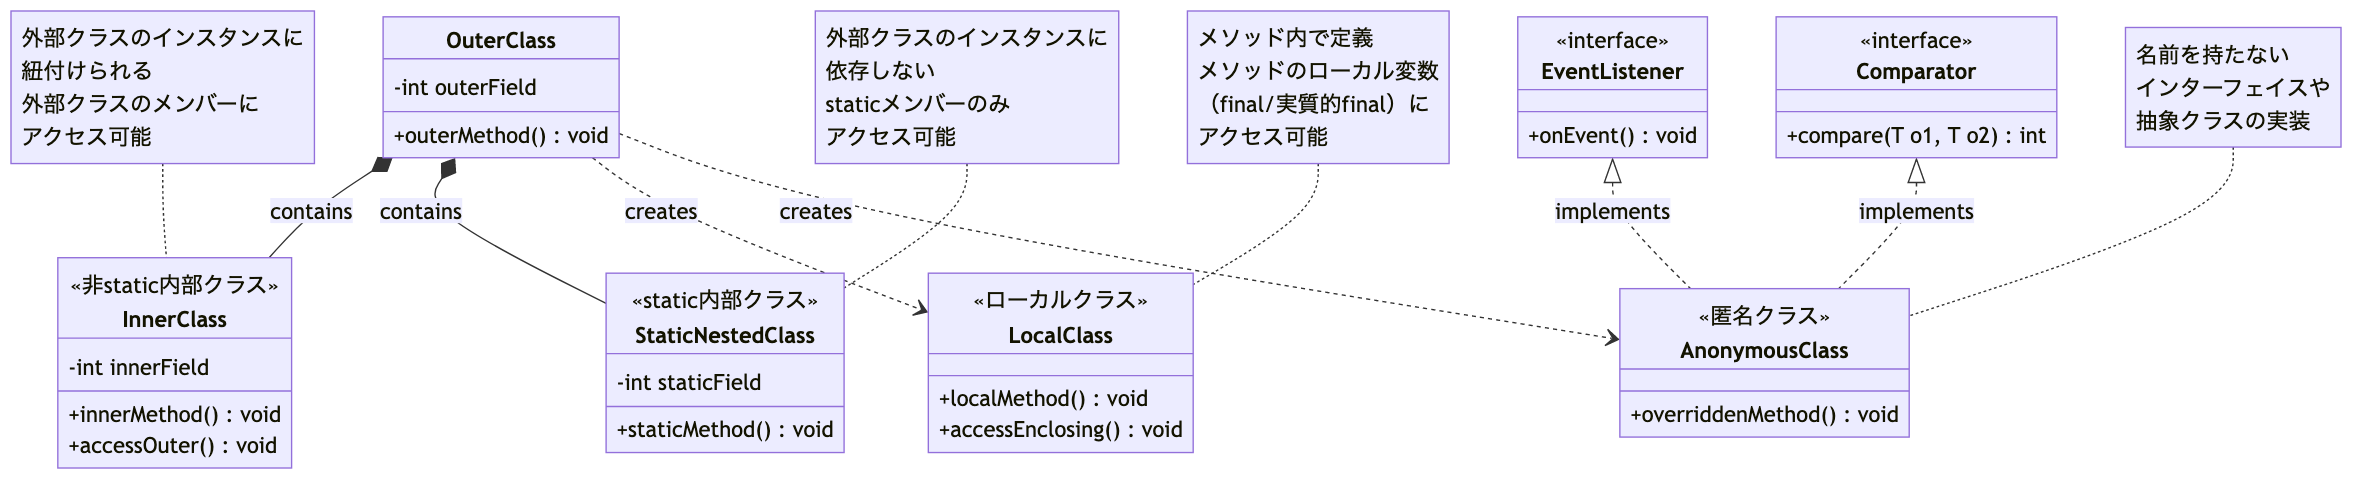 外部クラスのインスタンスに
紐付けられる
外部クラスのメンバーに
アクセス可能
OuterClass
-int outerField
+outerMethod() : void
外部クラスのインスタンスに
依存しない
staticメンバーのみ
アクセス可能
メソッド内で定義
メソッドのローカル変数
（final/実質的final）に
アクセス可能
«interface»
EventListener
+onEvent() : void
«interface»
Comparator
+compare(T o1, T o2) : int
名前を持たない
インターフェイスや
抽象クラスの実装
contains
contains
creates
creates
implements
implements
«非static内部クラス»
InnerClass
-int innerField
+innerMethod() : void
+accessOuter() : void
«static内部クラス»
StaticNestedClass
-int staticField
+staticMethod() : void
«ローカルクラス»
LocalClass
+localMethod() : void
+accessEnclosing() : void
«匿名クラス»
AnonymousClass
+overriddenMethod() : void